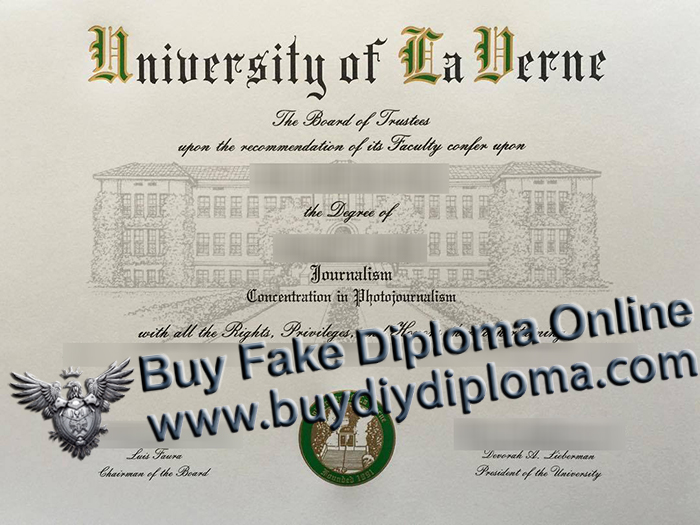 University of La Verne
The Board of Trustees
upon the recommendation of its Faculty confer upon
the Degree of
Journalism
Concentration in Photojournalism
with all the Rights, Privileges,
Buy Fake Diploma Online
www.buydiydiploma.com
Luis Faura
Chairman of the Board
Founded 1891
Devorah A. Lieberman
President of the University